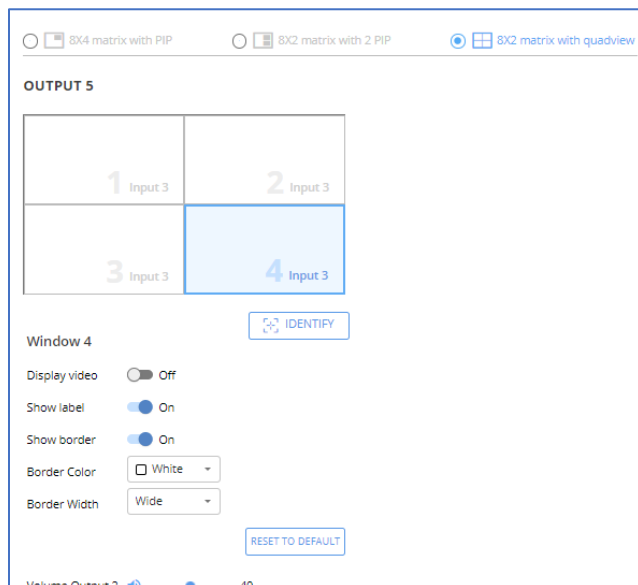 8X4 matrix with PIP 8X2 matrix with 2 PIP 8X2 matrix with quadview
OUTPUT 5
1 Input 3 2 Input 3
3 Input 3 4 Input 3
IDENTIFY
Window 4
Display video Off
Show label On
Show border On
Border Color White
Border Width Wide
RESET TO DEFAULT
Volume Output